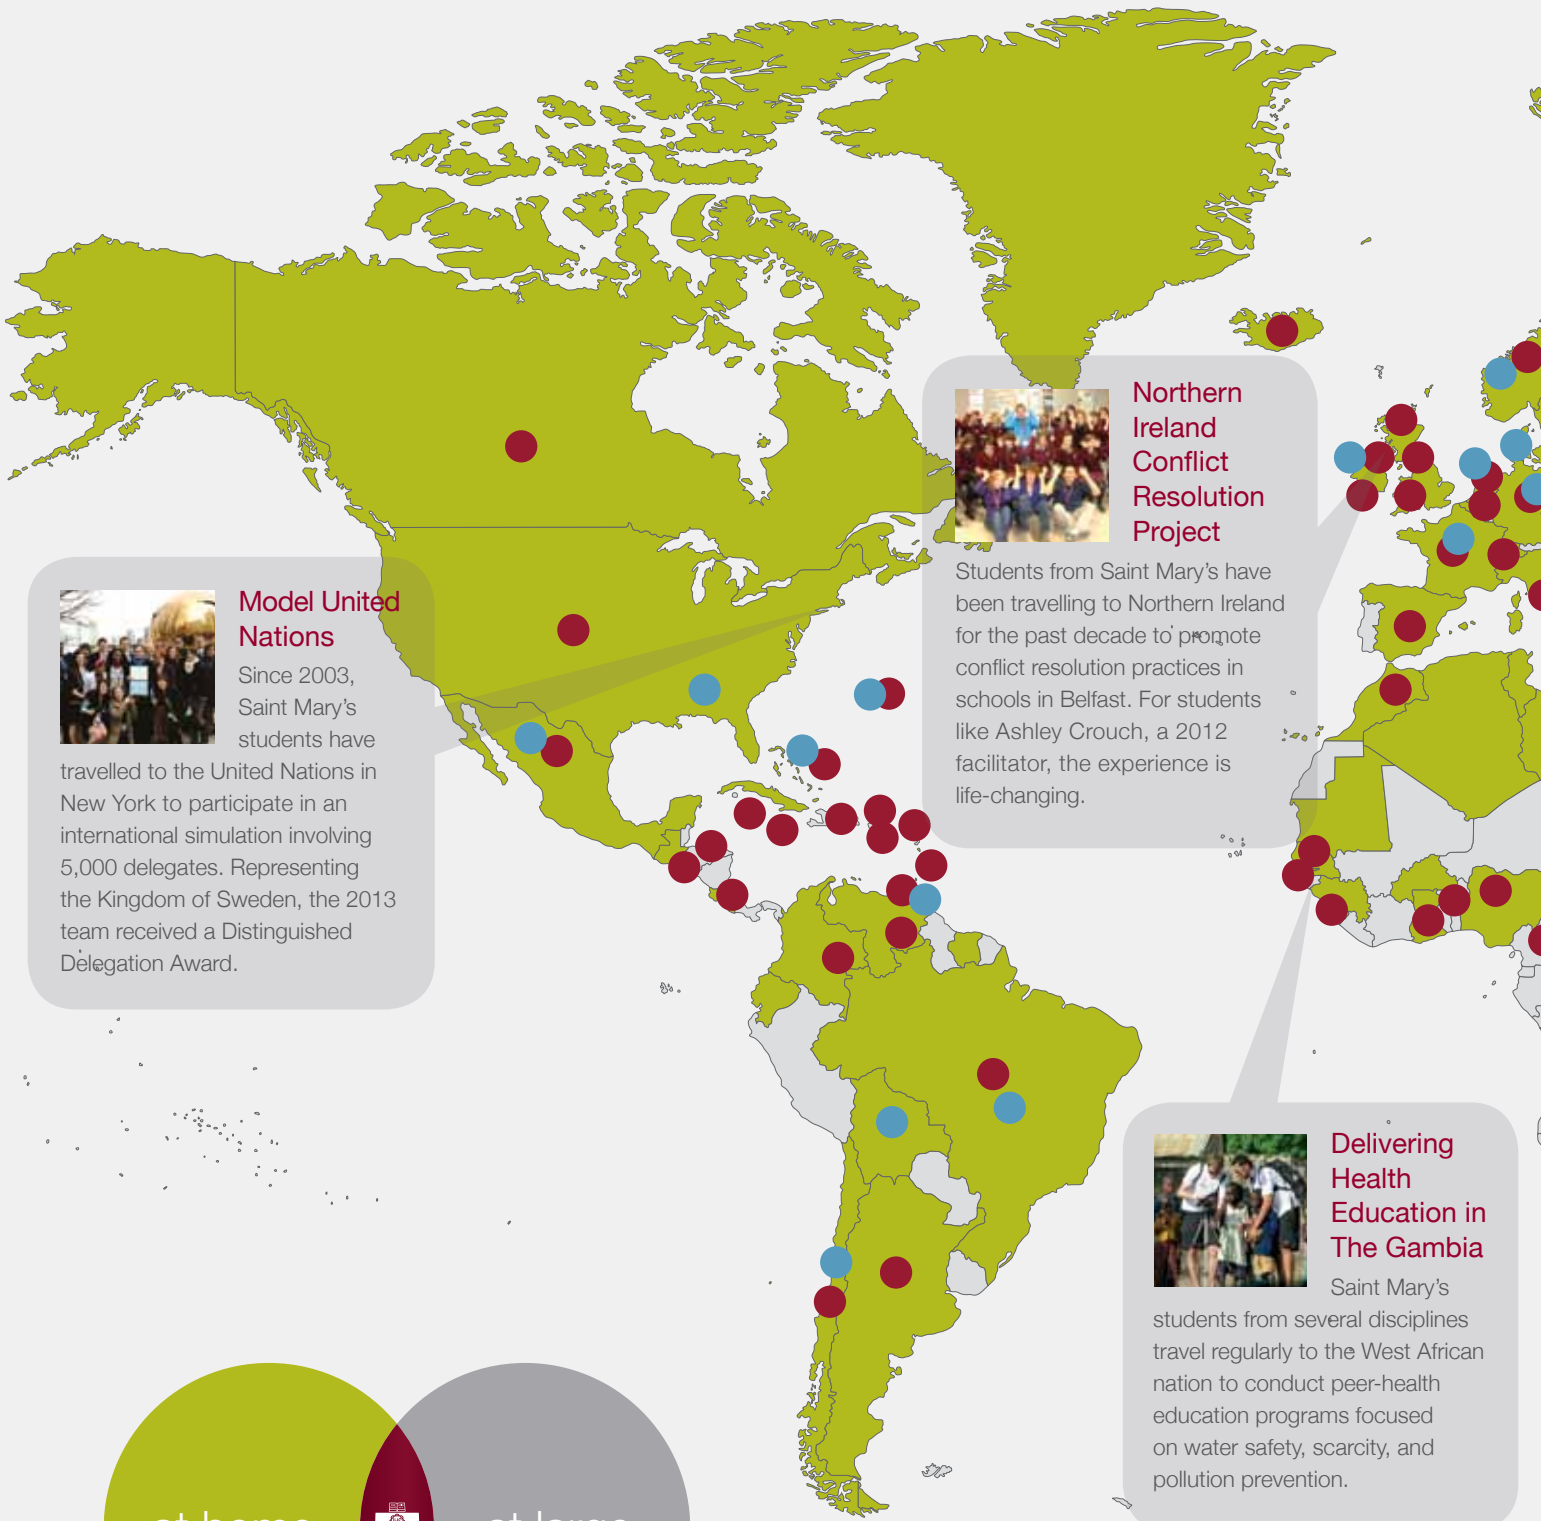 Northern
Ireland
Conflict
Resolution
Project
Students from Saint Mary’s have
been travelling to Northern Ireland
for the past decade to promote
conflict resolution practices in
schools in Belfast. For students
like Ashley Crouch, a 2012
facilitator, the experience is
life-changing.
Model United
Nations
Since 2003,
Saint Mary’s
students have
travelled to the United Nations in
New York to participate in an
international simulation involving
5,000 delegates. Representing
the Kingdom of Sweden, the 2013
team received a Distinguished
Delegation Award.
Delivering
Health
Education in
The Gambia
Saint Mary’s
students from several disciplines
travel regularly to the West African
nation to conduct peer-health
education programs focused
on water safety, scarcity, and
pollution prevention.
at home
at large